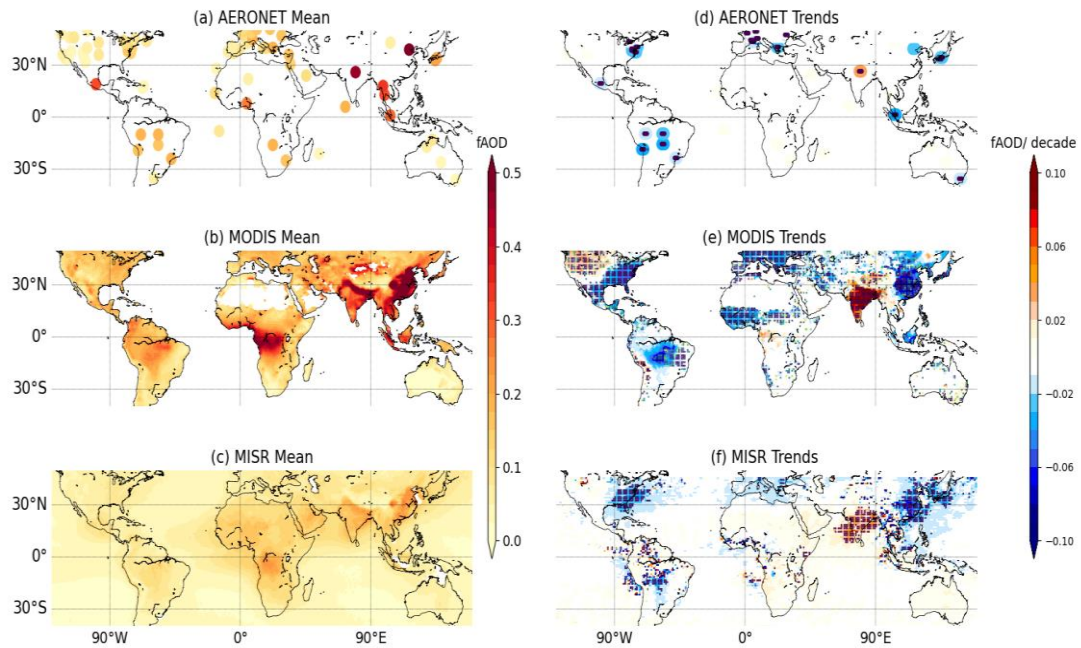 (a) AERONET Mean
30°N
0°
30°S
(b) MODIS Mean
30°N
0°
30°S
(c) MISR Mean
30°N
0°
30°S
90°W
0°
90°E
fAOD
0.5
0.4
0.3
0.2
0.1
0.0
(d) AERONET Trends
(e) MODIS Trends
(f) MISR Trends
90°W
0°
90°E
fAOD/ decade
0.10
0.06
0.02
−0.02
−0.06
−0.10